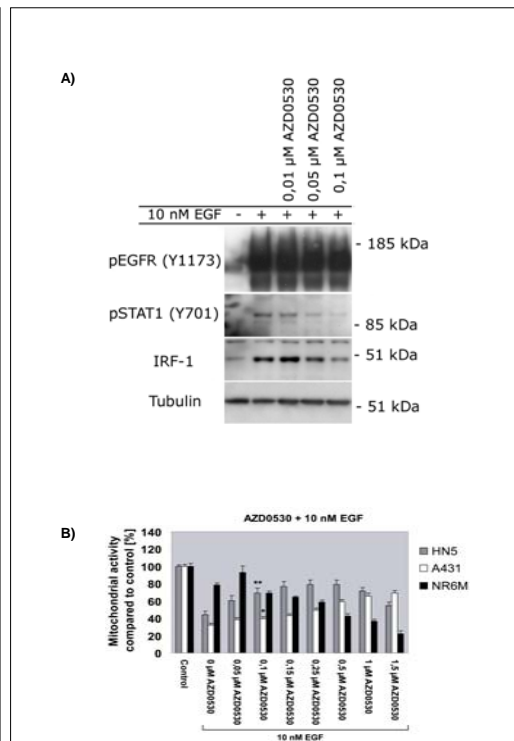 A)
0,01 µM AZD0530
0,05 µM AZD0530
0,1 µM AZD0530
10 nM EGF - + + + +
pEGFR (Y1173) - 185 kDa
pSTAT1 (Y701) - 85 kDa
IRF-1 - 51 kDa
Tubulin - 51 kDa
B)
AZD0530 + 10 nM EGF
Mitochondrial activity
compared to control [%]
140
120
100
80
60
40
20
0
**
*
HN5
A431
NR6M
Control
0 µM AZD0530
0,05 µM AZD0530
0,1 µM AZD0530
0,15 µM AZD0530
0,25 µM AZD0530
0,5 µM AZD0530
1 µM AZD0530
1,5 µM AZD0530
10 nM EGF